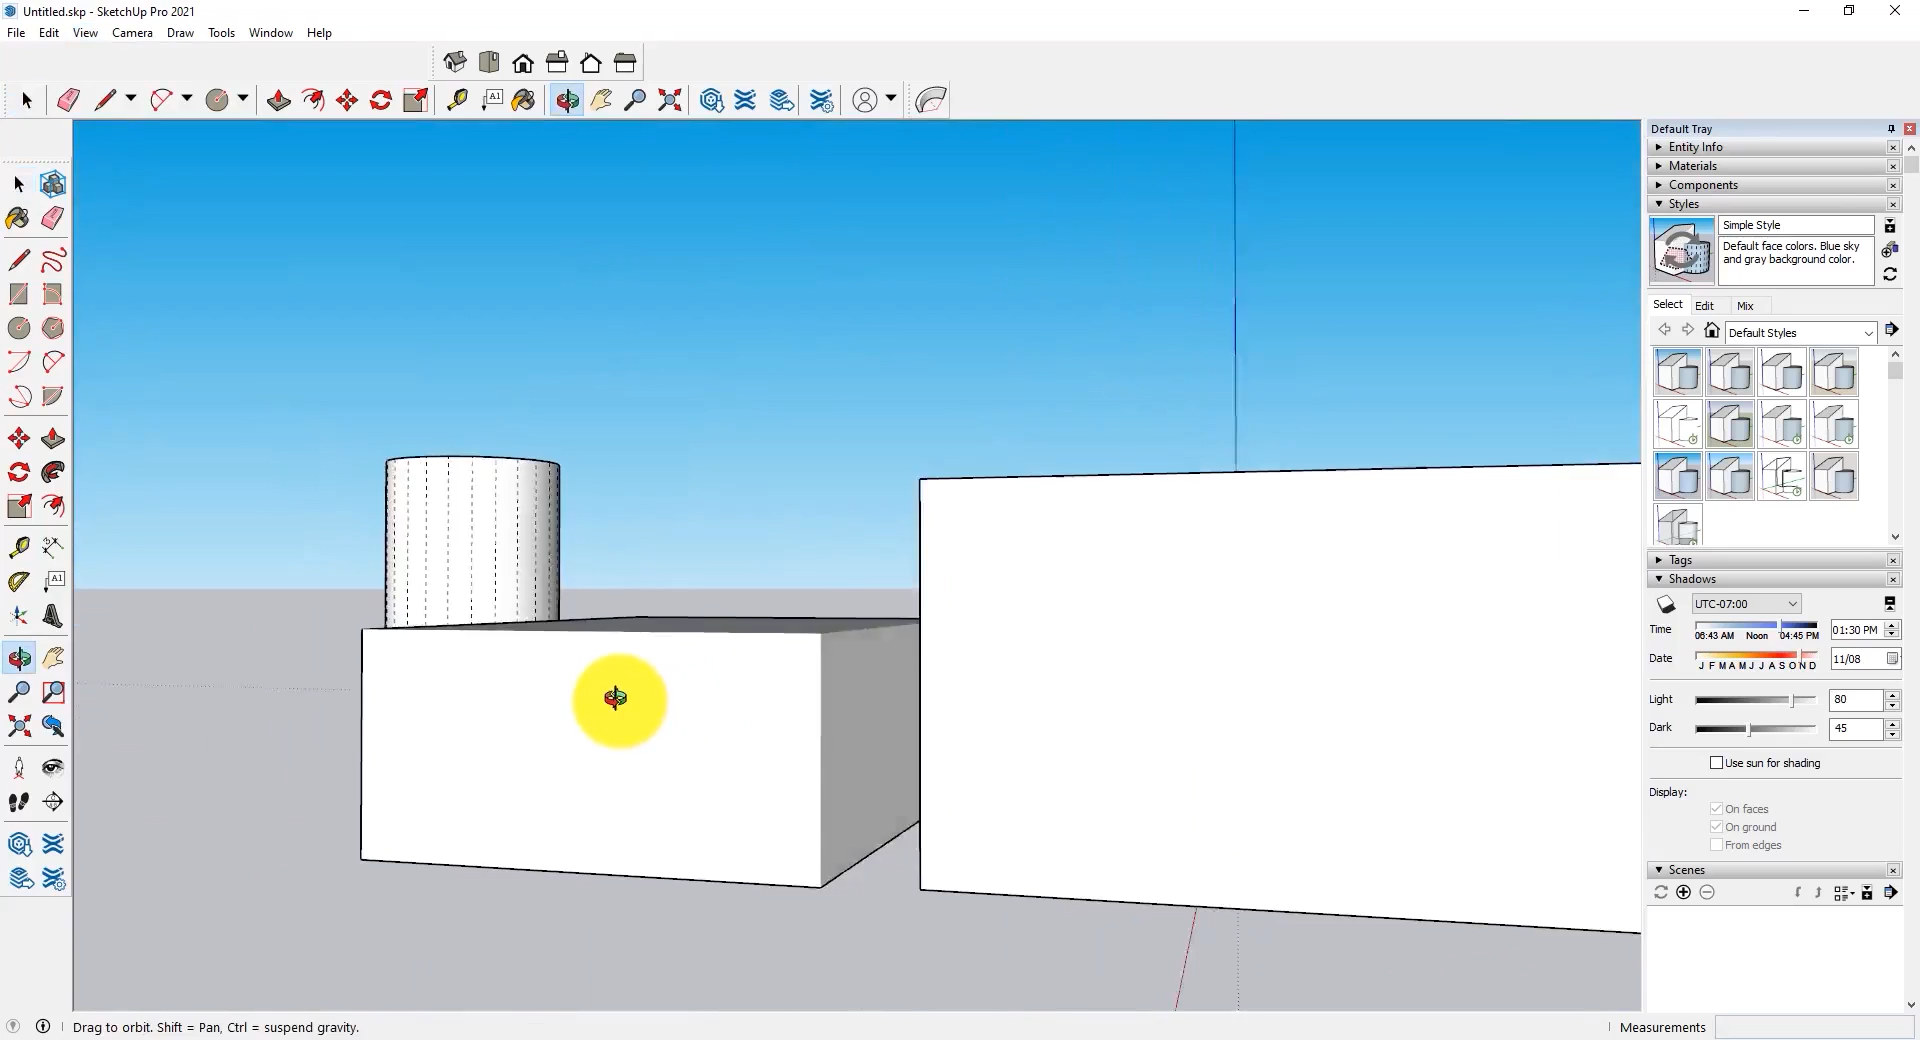 Untitled.skp - SketchUp Pro 2021
File Edit View Camera Draw Tools Window Help
A1
Default Tray
Entity Info
Materials
Components
Styles
Simple Style
Default face colors. Blue sky
and gray background color.
Select Edit Mix
Default Styles
A1
Tags
Shadows
UTC-07:00
Time 06:43 AM Noon 04:45 PM 01:30 PM
Date J F M A M J J A S O N D 11/08
Light 80
Dark 45
Use sun for shading
Display:
On faces
On ground
From edges
Scenes
Drag to orbit. Shift = Pan, Ctrl = suspend gravity.
Measurements